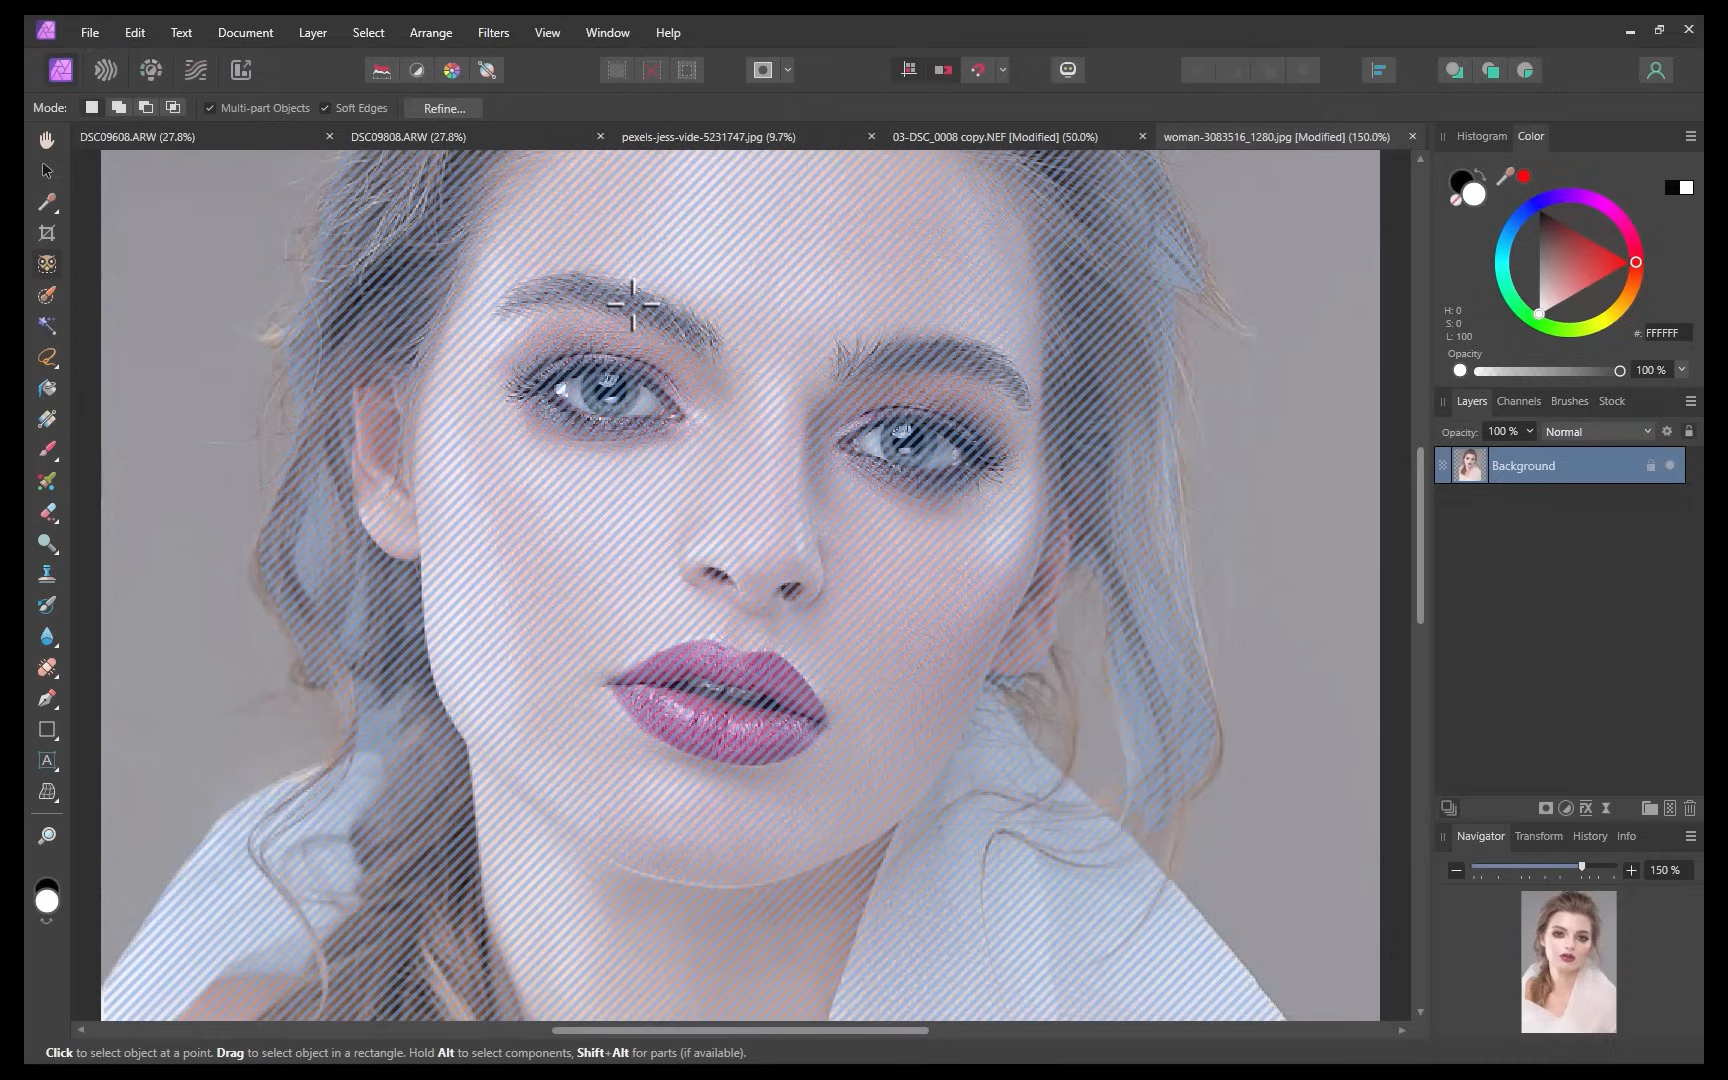 File Edit Text Document Layer Select Arrange Filters View Window Help
Mode: Multi-part Objects Soft Edges Refine...
DSC09608.ARW (27.8%) DSC09808.ARW (27.8%) pexels-jess-vide-5231747.jpg (9.7%) 03-DSC_0008 copy.NEF [Modified] (50.0%) woman-3083516_1280.jpg [Modified] (150.0%)
Histogram Color
H: 0
S: 0
L: 100
#: FFFFFF
Opacity
100 %
Layers Channels Brushes Stock
Opacity: 100 % Normal
Background
A
Navigator Transform History Info
150 %
Click to select object at a point. Drag to select object in a rectangle. Hold Alt to select components, Shift+Alt for parts (if available).